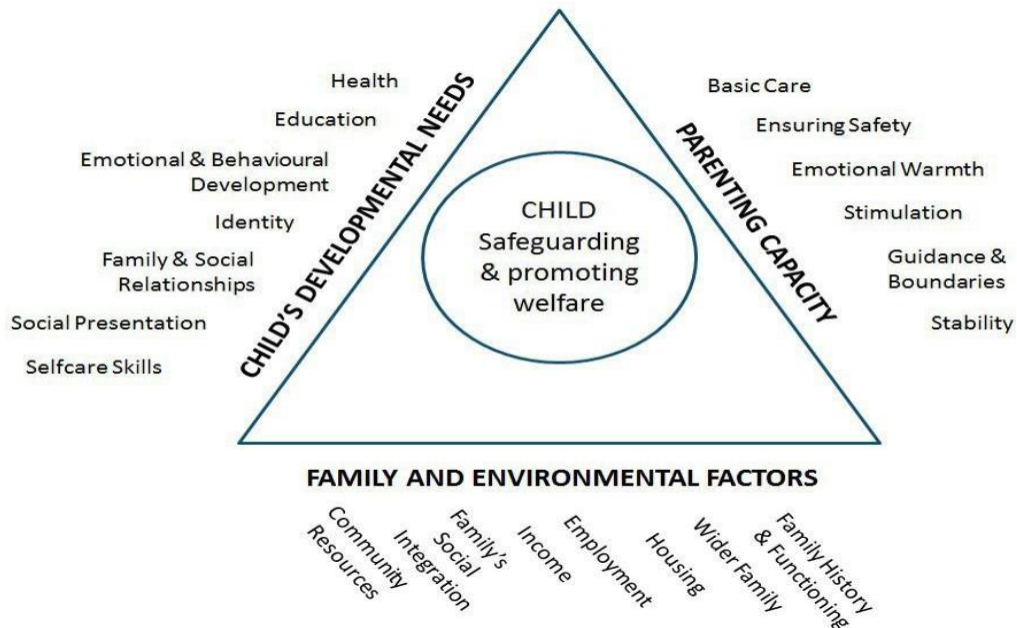 Health
Education
Emotional & Behavioural
Development
Identity
Family & Social
Relationships
Social Presentation
Selfcare Skills
CHILD'S DEVELOPMENTAL NEEDS
CHILD
Safeguarding
& promoting
welfare
PARENTING CAPACITY
Basic Care
Ensuring Safety
Emotional Warmth
Stimulation
Guidance &
Boundaries
Stability
FAMILY AND ENVIRONMENTAL FACTORS
Community
Resources
Family's
Social
Integration
Income
Employment
Housing
Wider Family
Family History
& Functioning